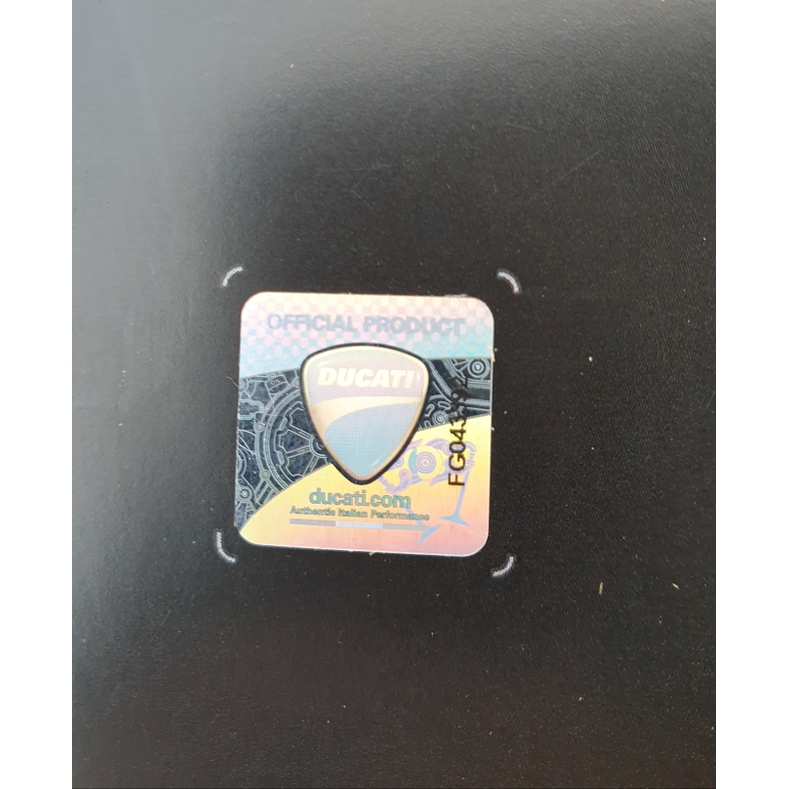 OFFICIAL PRODUCT
DUCATI
ducati.com
Authentic Italian Performance